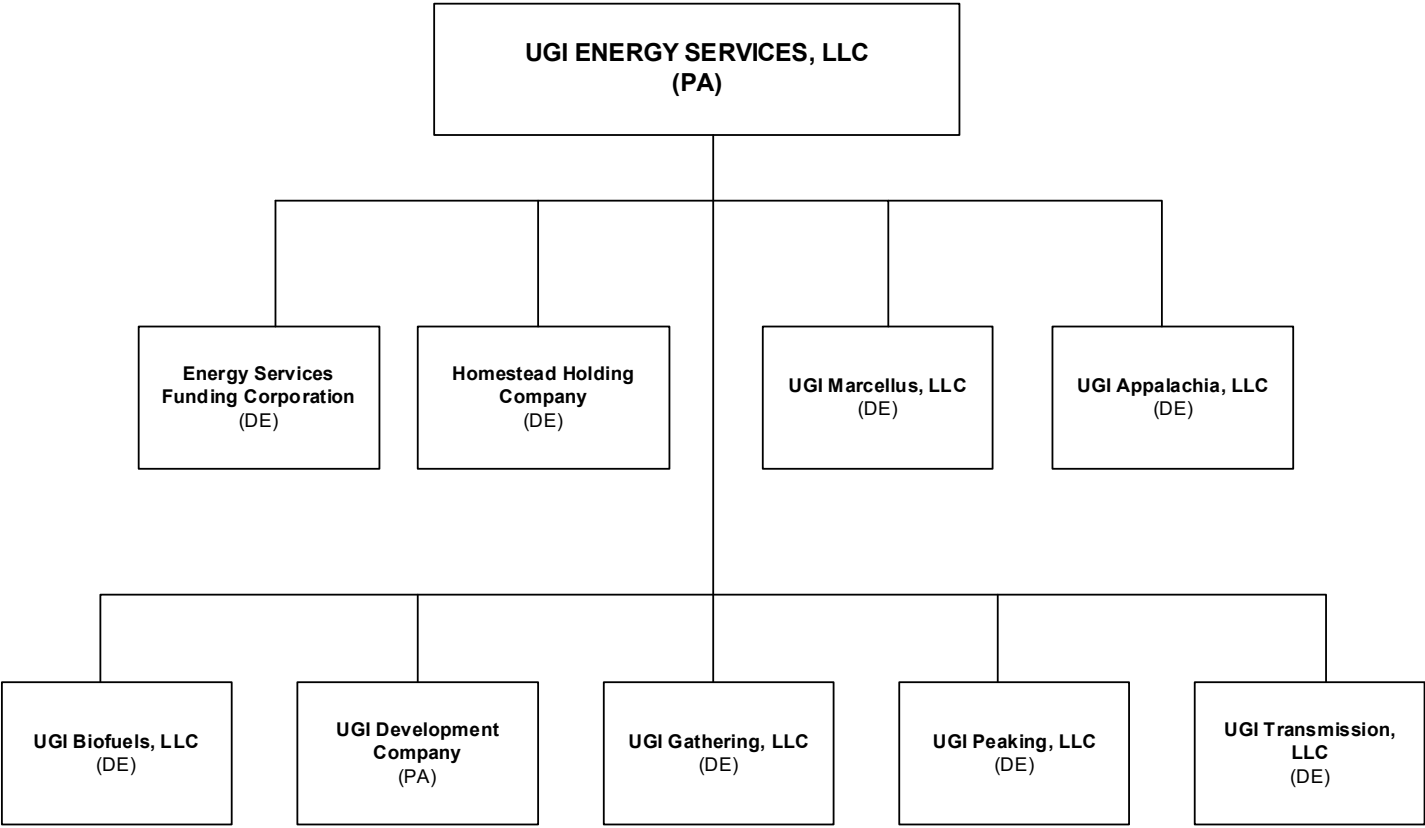 UGI ENERGY SERVICES, LLC
(PA)
Energy Services
Funding Corporation
(DE)
Homestead Holding
Company
(DE)
UGI Marcellus, LLC
(DE)
UGI Appalachia, LLC
(DE)
UGI Biofuels, LLC
(DE)
UGI Development
Company
(PA)
UGI Gathering, LLC
(DE)
UGI Peaking, LLC
(DE)
UGI Transmission,
LLC
(DE)